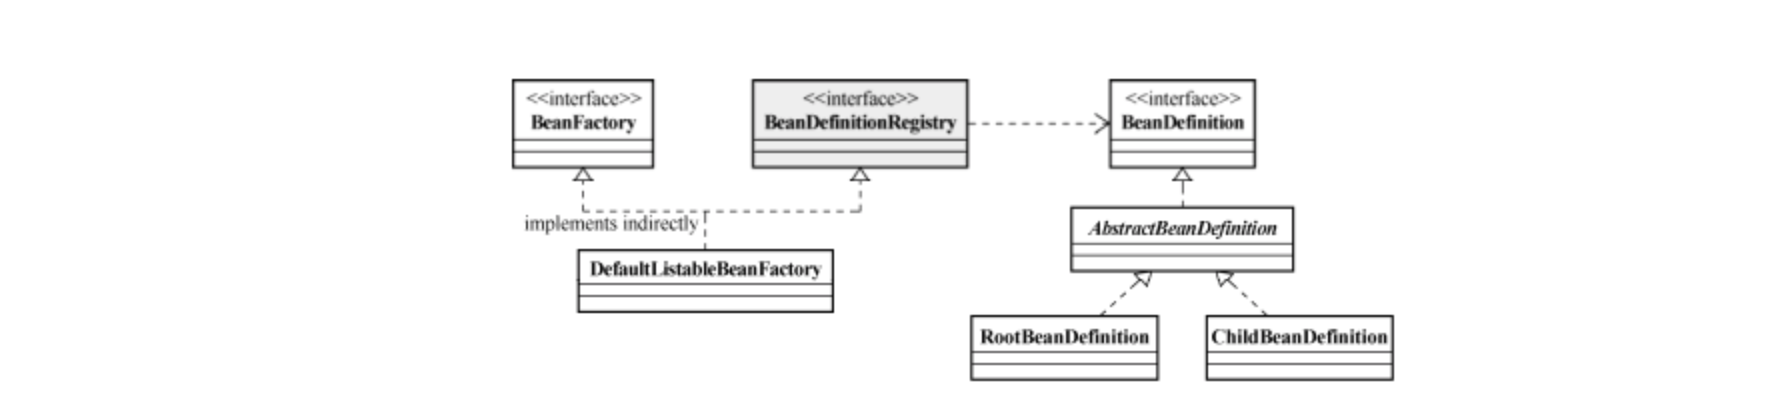 <<interface>>
BeanFactory
<<interface>>
BeanDefinitionRegistry
<<interface>>
BeanDefinition
implements indirectly
AbstractBeanDefinition
DefaultListableBeanFactory
RootBeanDefinition
ChildBeanDefinition